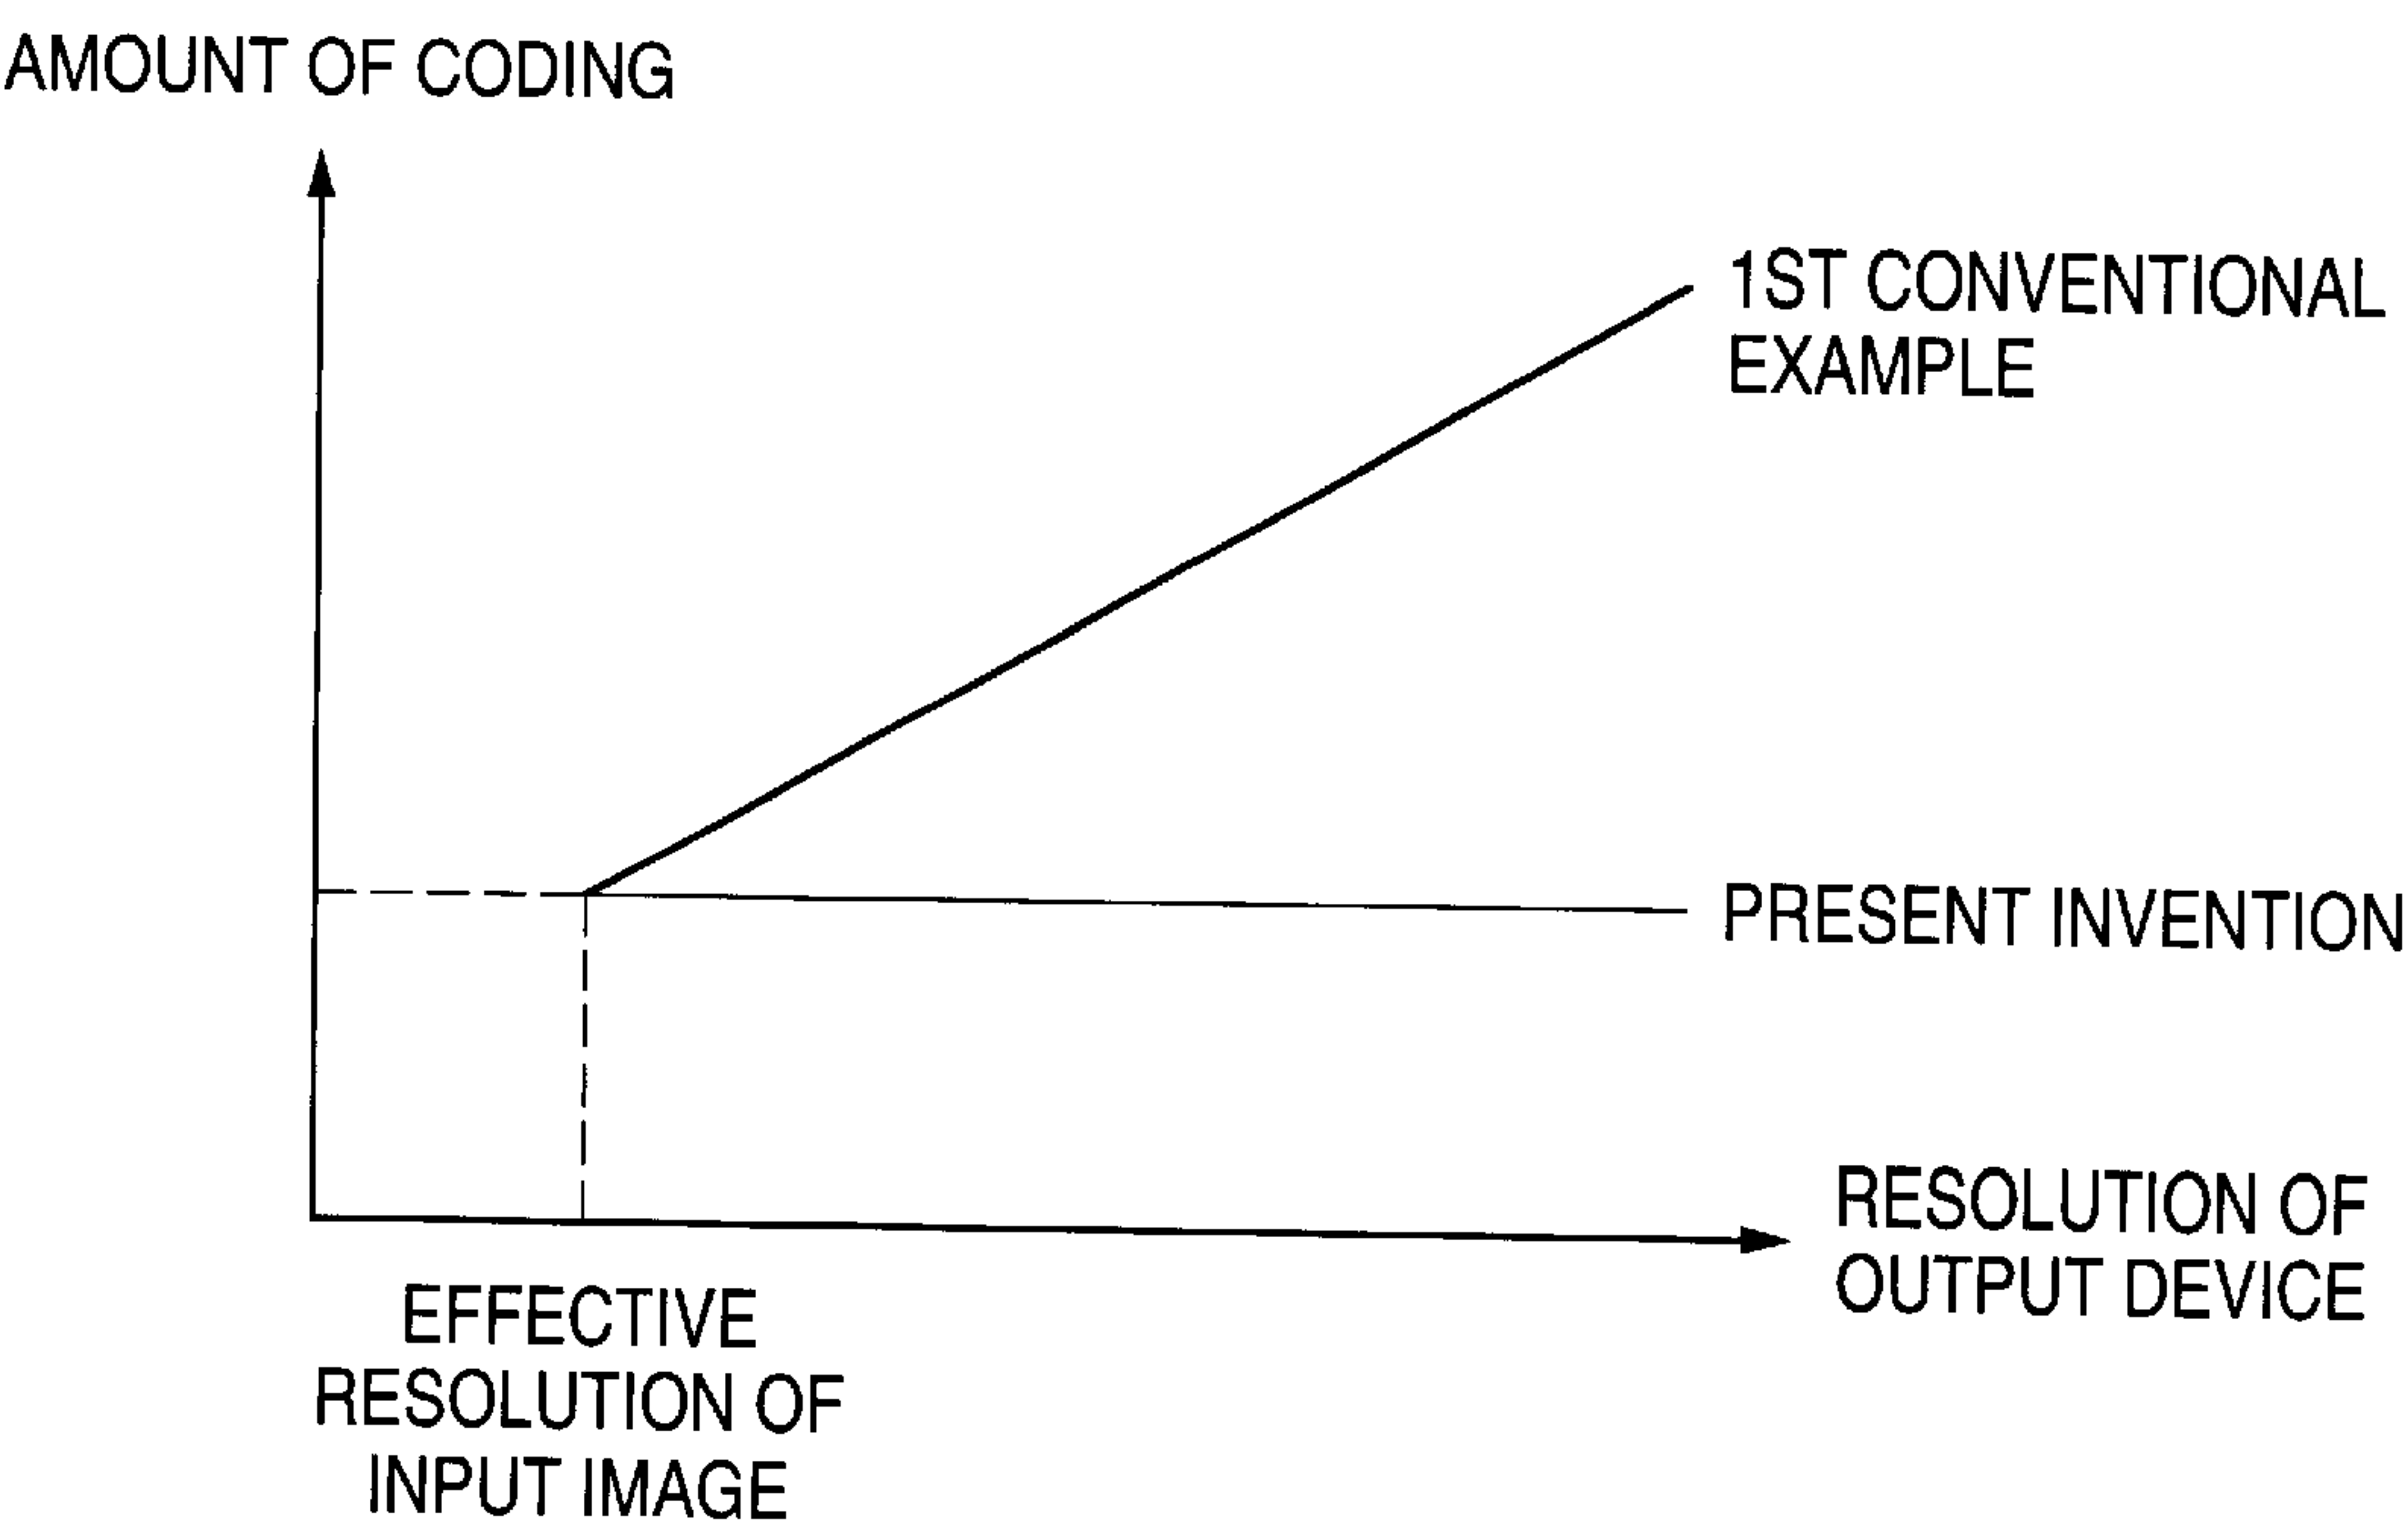 AMOUNT OF CODING
1ST CONVENTIONAL
EXAMPLE
PRESENT INVENTION
RESOLUTION OF
OUTPUT DEVICE
EFFECTIVE
RESOLUTION OF
INPUT IMAGE